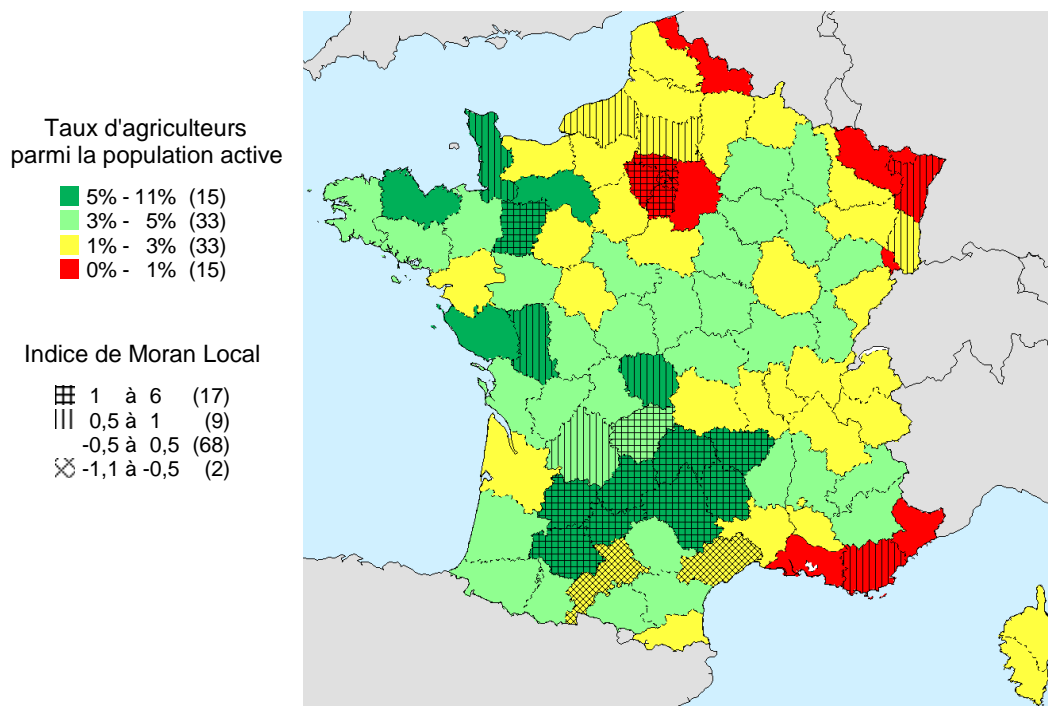 Taux d'agriculteurs
parmi la population active
5% - 11% (15)
3% - 5% (33)
1% - 3% (33)
0% - 1% (15)
Indice de Moran Local
1 à 6 (17)
0,5 à 1 (9)
-0,5 à 0,5 (68)
-1,1 à -0,5 (2)